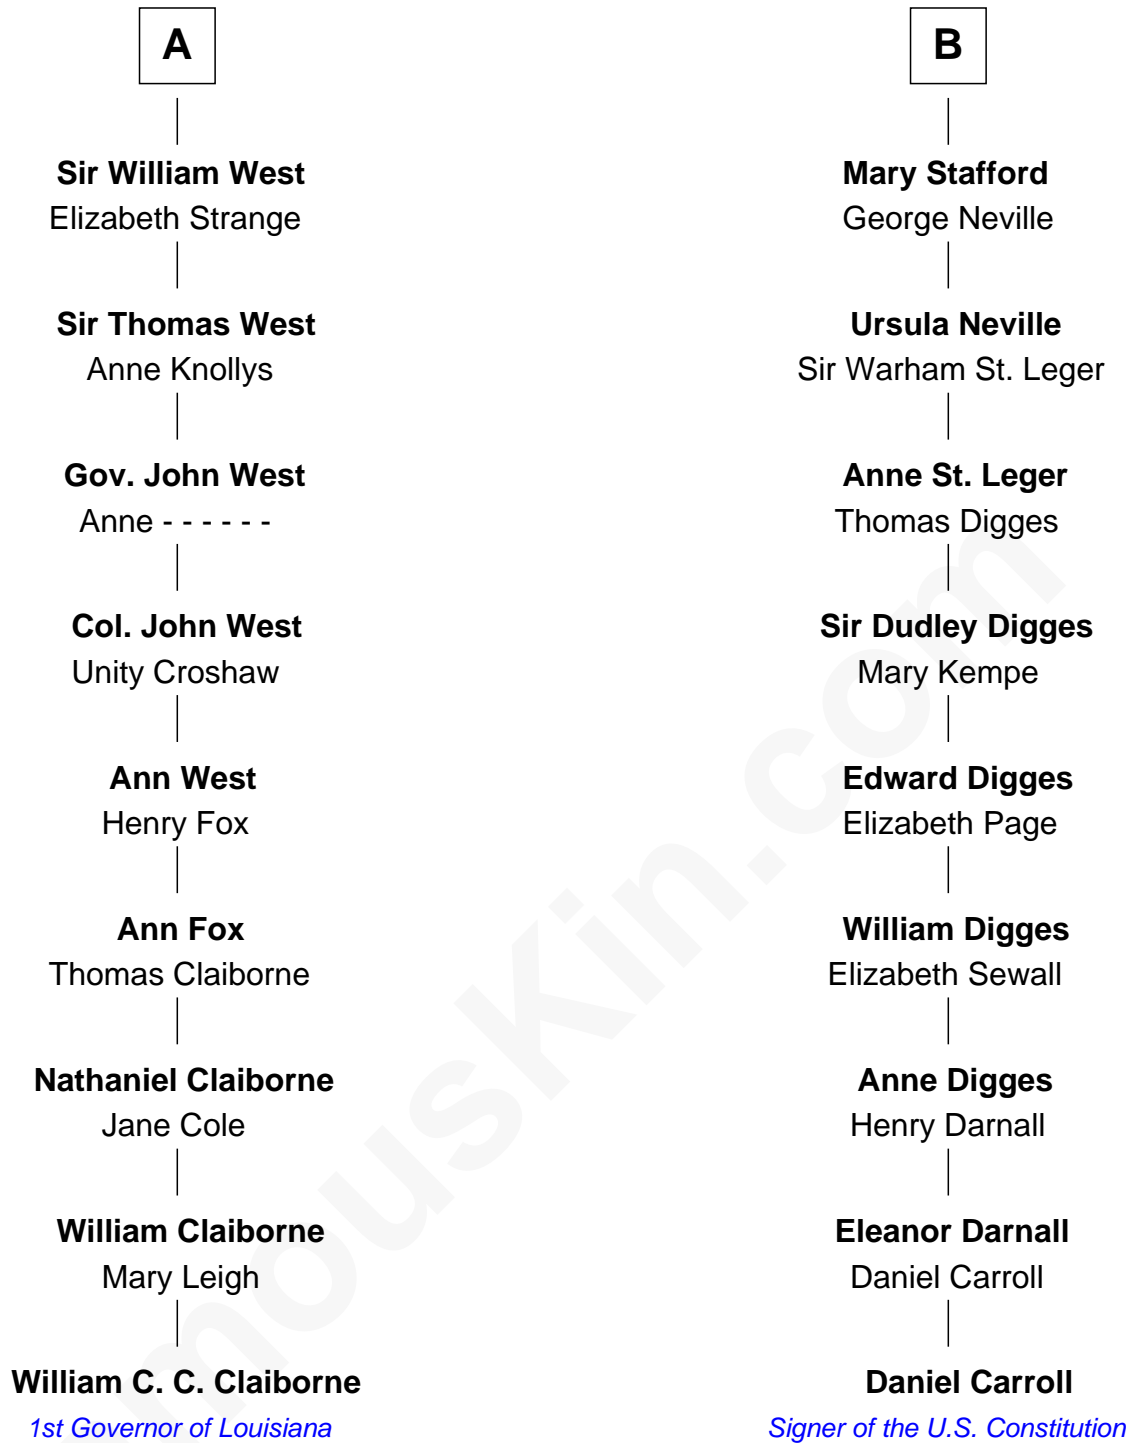 A
Sir William West
Elizabeth Strange
Sir Thomas West
Anne Knollys
Gov. John West
Anne - - - - - -
Col. John West
Unity Croshaw
Ann West
Henry Fox
Ann Fox
Thomas Claiborne
Nathaniel Claiborne
Jane Cole
William Claiborne
Mary Leigh
William C. C. Claiborne
1st Governor of Louisiana
B
Mary Stafford
George Neville
Ursula Neville
Sir Warham St. Leger
Anne St. Leger
Thomas Digges
Sir Dudley Digges
Mary Kempe
Edward Digges
Elizabeth Page
William Digges
Elizabeth Sewall
Anne Digges
Henry Darnall
Eleanor Darnall
Daniel Carroll
Daniel Carroll
Signer of the U.S. Constitution
mousKin.com